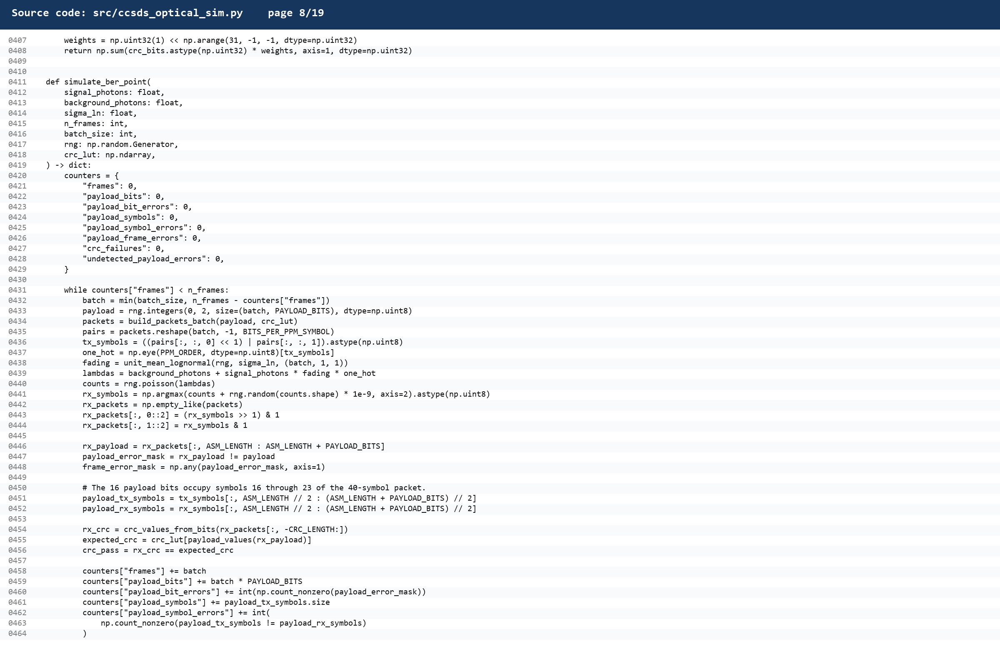 Source code: src/ccsds_optical_sim.py    page 8/19
0407        weights = np.uint32(1) << np.arange(31, -1, -1, dtype=np.uint32)
0408        return np.sum(crc_bits.astype(np.uint32) * weights, axis=1, dtype=np.uint32)
0409
0410
0411    def simulate_ber_point(
0412        signal_photons: float,
0413        background_photons: float,
0414        sigma_ln: float,
0415        n_frames: int,
0416        batch_size: int,
0417        rng: np.random.Generator,
0418        crc_lut: np.ndarray,
0419    ) -> dict:
0420        counters = {
0421            "frames": 0,
0422            "payload_bits": 0,
0423            "payload_bit_errors": 0,
0424            "payload_symbols": 0,
0425            "payload_symbol_errors": 0,
0426            "payload_frame_errors": 0,
0427            "crc_failures": 0,
0428            "undetected_payload_errors": 0,
0429        }
0430
0431        while counters["frames"] < n_frames:
0432            batch = min(batch_size, n_frames - counters["frames"])
0433            payload = rng.integers(0, 2, size=(batch, PAYLOAD_BITS), dtype=np.uint8)
0434            packets = build_packets_batch(payload, crc_lut)
0435            pairs = packets.reshape(batch, -1, BITS_PER_PPM_SYMBOL)
0436            tx_symbols = ((pairs[:, :, 0] << 1) | pairs[:, :, 1]).astype(np.uint8)
0437            one_hot = np.eye(PPM_ORDER, dtype=np.uint8)[tx_symbols]
0438            fading = unit_mean_lognormal(rng, sigma_ln, (batch, 1, 1))
0439            lambdas = background_photons + signal_photons * fading * one_hot
0440            counts = rng.poisson(lambdas)
0441            rx_symbols = np.argmax(counts + rng.random(counts.shape) * 1e-9, axis=2).astype(np.uint8)
0442            rx_packets = np.empty_like(packets)
0443            rx_packets[:, 0::2] = (rx_symbols >> 1) & 1
0444            rx_packets[:, 1::2] = rx_symbols & 1
0445
0446            rx_payload = rx_packets[:, ASM_LENGTH : ASM_LENGTH + PAYLOAD_BITS]
0447            payload_error_mask = rx_payload != payload
0448            frame_error_mask = np.any(payload_error_mask, axis=1)
0449
0450            # The 16 payload bits occupy symbols 16 through 23 of the 40-symbol packet.
0451            payload_tx_symbols = tx_symbols[:, ASM_LENGTH // 2 : (ASM_LENGTH + PAYLOAD_BITS) // 2]
0452            payload_rx_symbols = rx_symbols[:, ASM_LENGTH // 2 : (ASM_LENGTH + PAYLOAD_BITS) // 2]
0453
0454            rx_crc = crc_values_from_bits(rx_packets[:, -CRC_LENGTH:])
0455            expected_crc = crc_lut[payload_values(rx_payload)]
0456            crc_pass = rx_crc == expected_crc
0457
0458            counters["frames"] += batch
0459            counters["payload_bits"] += batch * PAYLOAD_BITS
0460            counters["payload_bit_errors"] += int(np.count_nonzero(payload_error_mask))
0461            counters["payload_symbols"] += payload_tx_symbols.size
0462            counters["payload_symbol_errors"] += int(
0463                np.count_nonzero(payload_tx_symbols != payload_rx_symbols)
0464            )